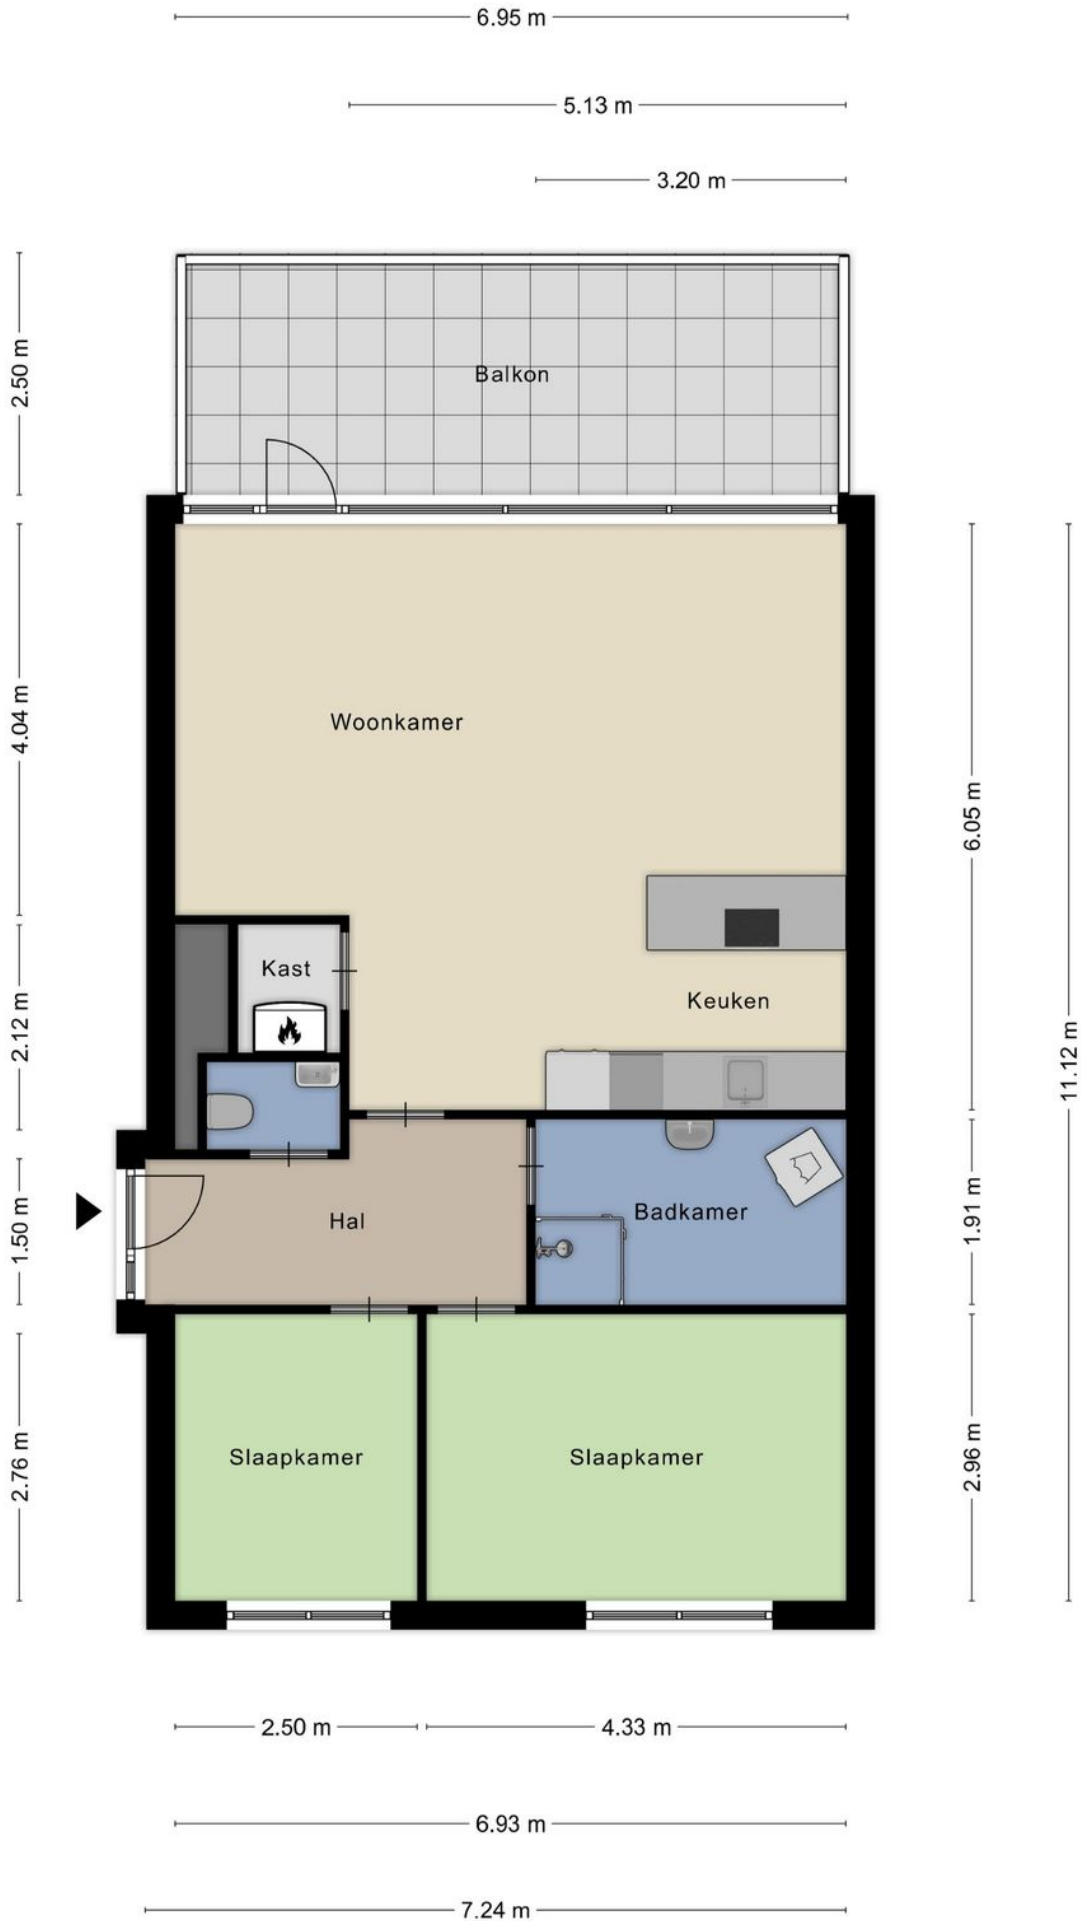 6.95 m
5.13 m
3.20 m
2.50 m
Balkon
4.04 m
Woonkamer
6.05 m
Kast
Keuken
2.12 m
11.12 m
Hal
Badkamer
1.50 m
1.91 m
Slaapkamer
Slaapkamer
2.76 m
2.96 m
2.50 m
4.33 m
6.93 m
7.24 m